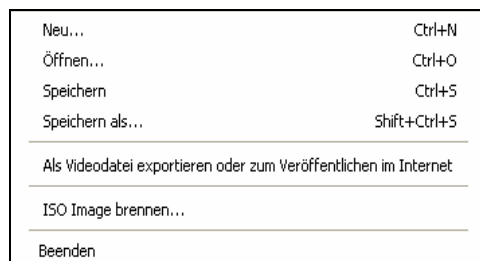 Neu... Ctrl+N
Öffnen... Ctrl+O
Speichern Ctrl+S
Speichern als... Shift+Ctrl+S
Als Videodatei exportieren oder zum Veröffentlichen im Internet
ISO Image brennen...
Beenden